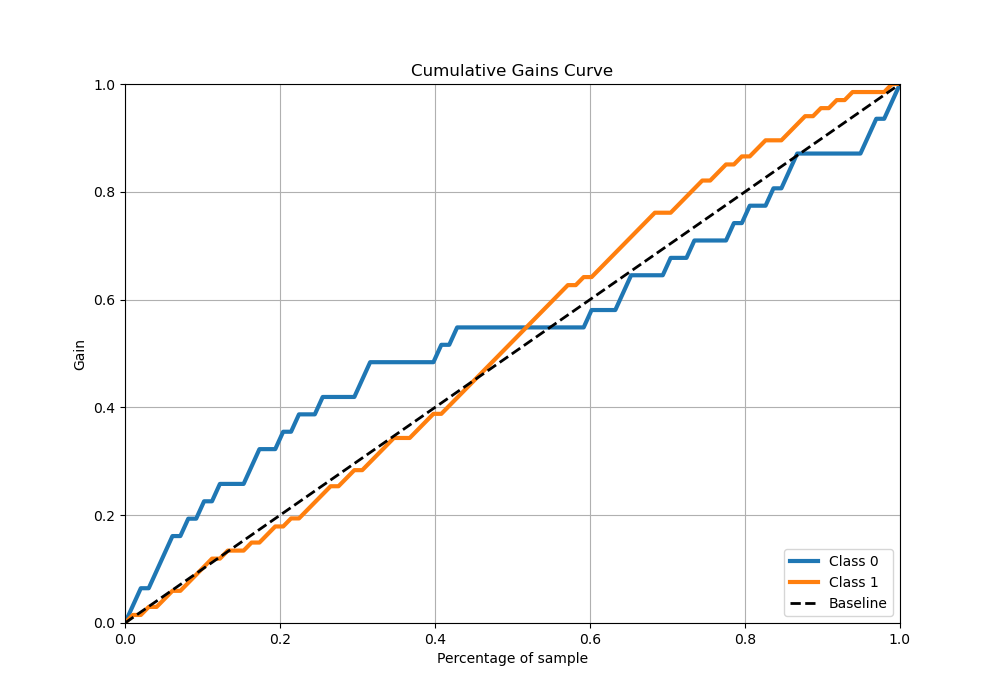 Cumulative Gains Curve
1.0
0.8
0.6
0.4
0.2
0.0
Gain
0.0 0.2 0.4 0.6 0.8 1.0
Percentage of sample
Class 0
Class 1
Baseline